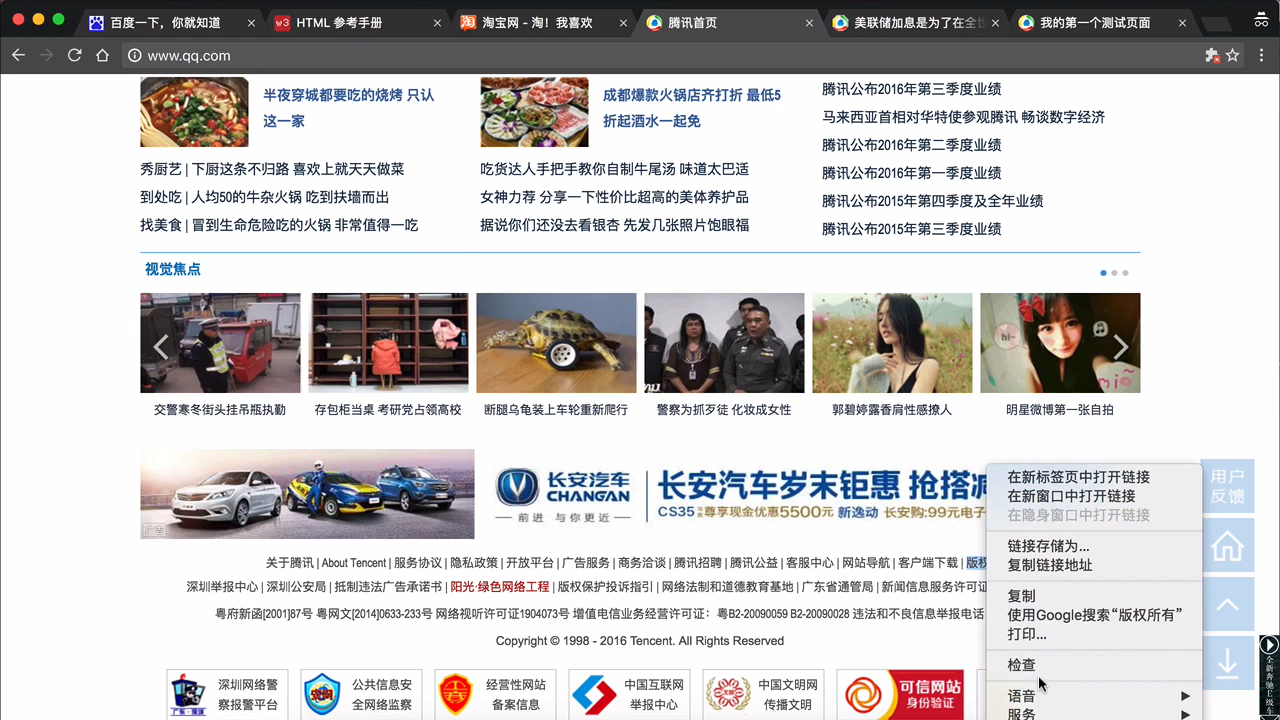 百度一下，你就知道
HTML 参考手册
淘宝网 - 淘！我喜欢
腾讯首页
美联储加息是为了在全世
我的第一个测试页面
www.qq.com
半夜穿城都要吃的烧烤 只认
这一家
成都爆款火锅店齐打折 最低5
折起酒水一起免
腾讯公布2016年第三季度业绩
马来西亚首相对华特使参观腾讯 畅谈数字经济
腾讯公布2016年第二季度业绩
腾讯公布2016年第一季度业绩
腾讯公布2015年第四季度及全年业绩
腾讯公布2015年第三季度业绩
秀厨艺 | 下厨这条不归路 喜欢上就天天做菜
到处吃 | 人均50的牛杂火锅 吃到扶墙而出
找美食 | 冒到生命危险吃的火锅 非常值得一吃
吃货达人手把手教你自制牛尾汤 味道太巴适
女神力荐 分享一下性价比超高的美体养护品
据说你们还没去看银杏 先发几张照片饱眼福
视觉焦点
hi~
交警寒冬街头挂吊瓶执勤
存包柜当桌 考研党占领高校
断腿乌龟装上车轮重新爬行
警察为抓歹徒 化妆成女性
郭碧婷露香肩性感撩人
明星微博第一张自拍
广告
长安汽车
CHANGAN
前进 与你更近
长安汽车岁末钜惠 抢搭减
CS35尊享现金优惠5500元 新逸动 长安购:99元电子
关于腾讯 | About Tencent | 服务协议 | 隐私政策 | 开放平台 | 广告服务 | 商务洽谈 | 腾讯招聘 | 腾讯公益 | 客服中心 | 网站导航 | 客户端下载 | 版权
深圳举报中心 | 深圳公安局 | 抵制违法广告承诺书 | 阳光·绿色网络工程 | 版权保护投诉指引 | 网络法制和道德教育基地 | 广东省通管局 | 新闻信息服务许可证
粤府新函[2001]87号 粤网文[2014]0633-233号 网络视听许可证1904073号 增值电信业务经营许可证：粤B2-20090059 B2-20090028 违法和不良信息举报电话
Copyright © 1998 - 2016 Tencent. All Rights Reserved
深圳网络警
察报警平台
公共信息安
全网络监察
经营性网站
备案信息
中国互联网
举报中心
中国文明网
传播文明
可信网站
身份验证
在新标签页中打开链接
在新窗口中打开链接
在隐身窗口中打开链接
链接存储为...
复制链接地址
复制
使用Google搜索“版权所有”
打印...
检查
语音
服务
用户
反馈
全新奔驰E级车